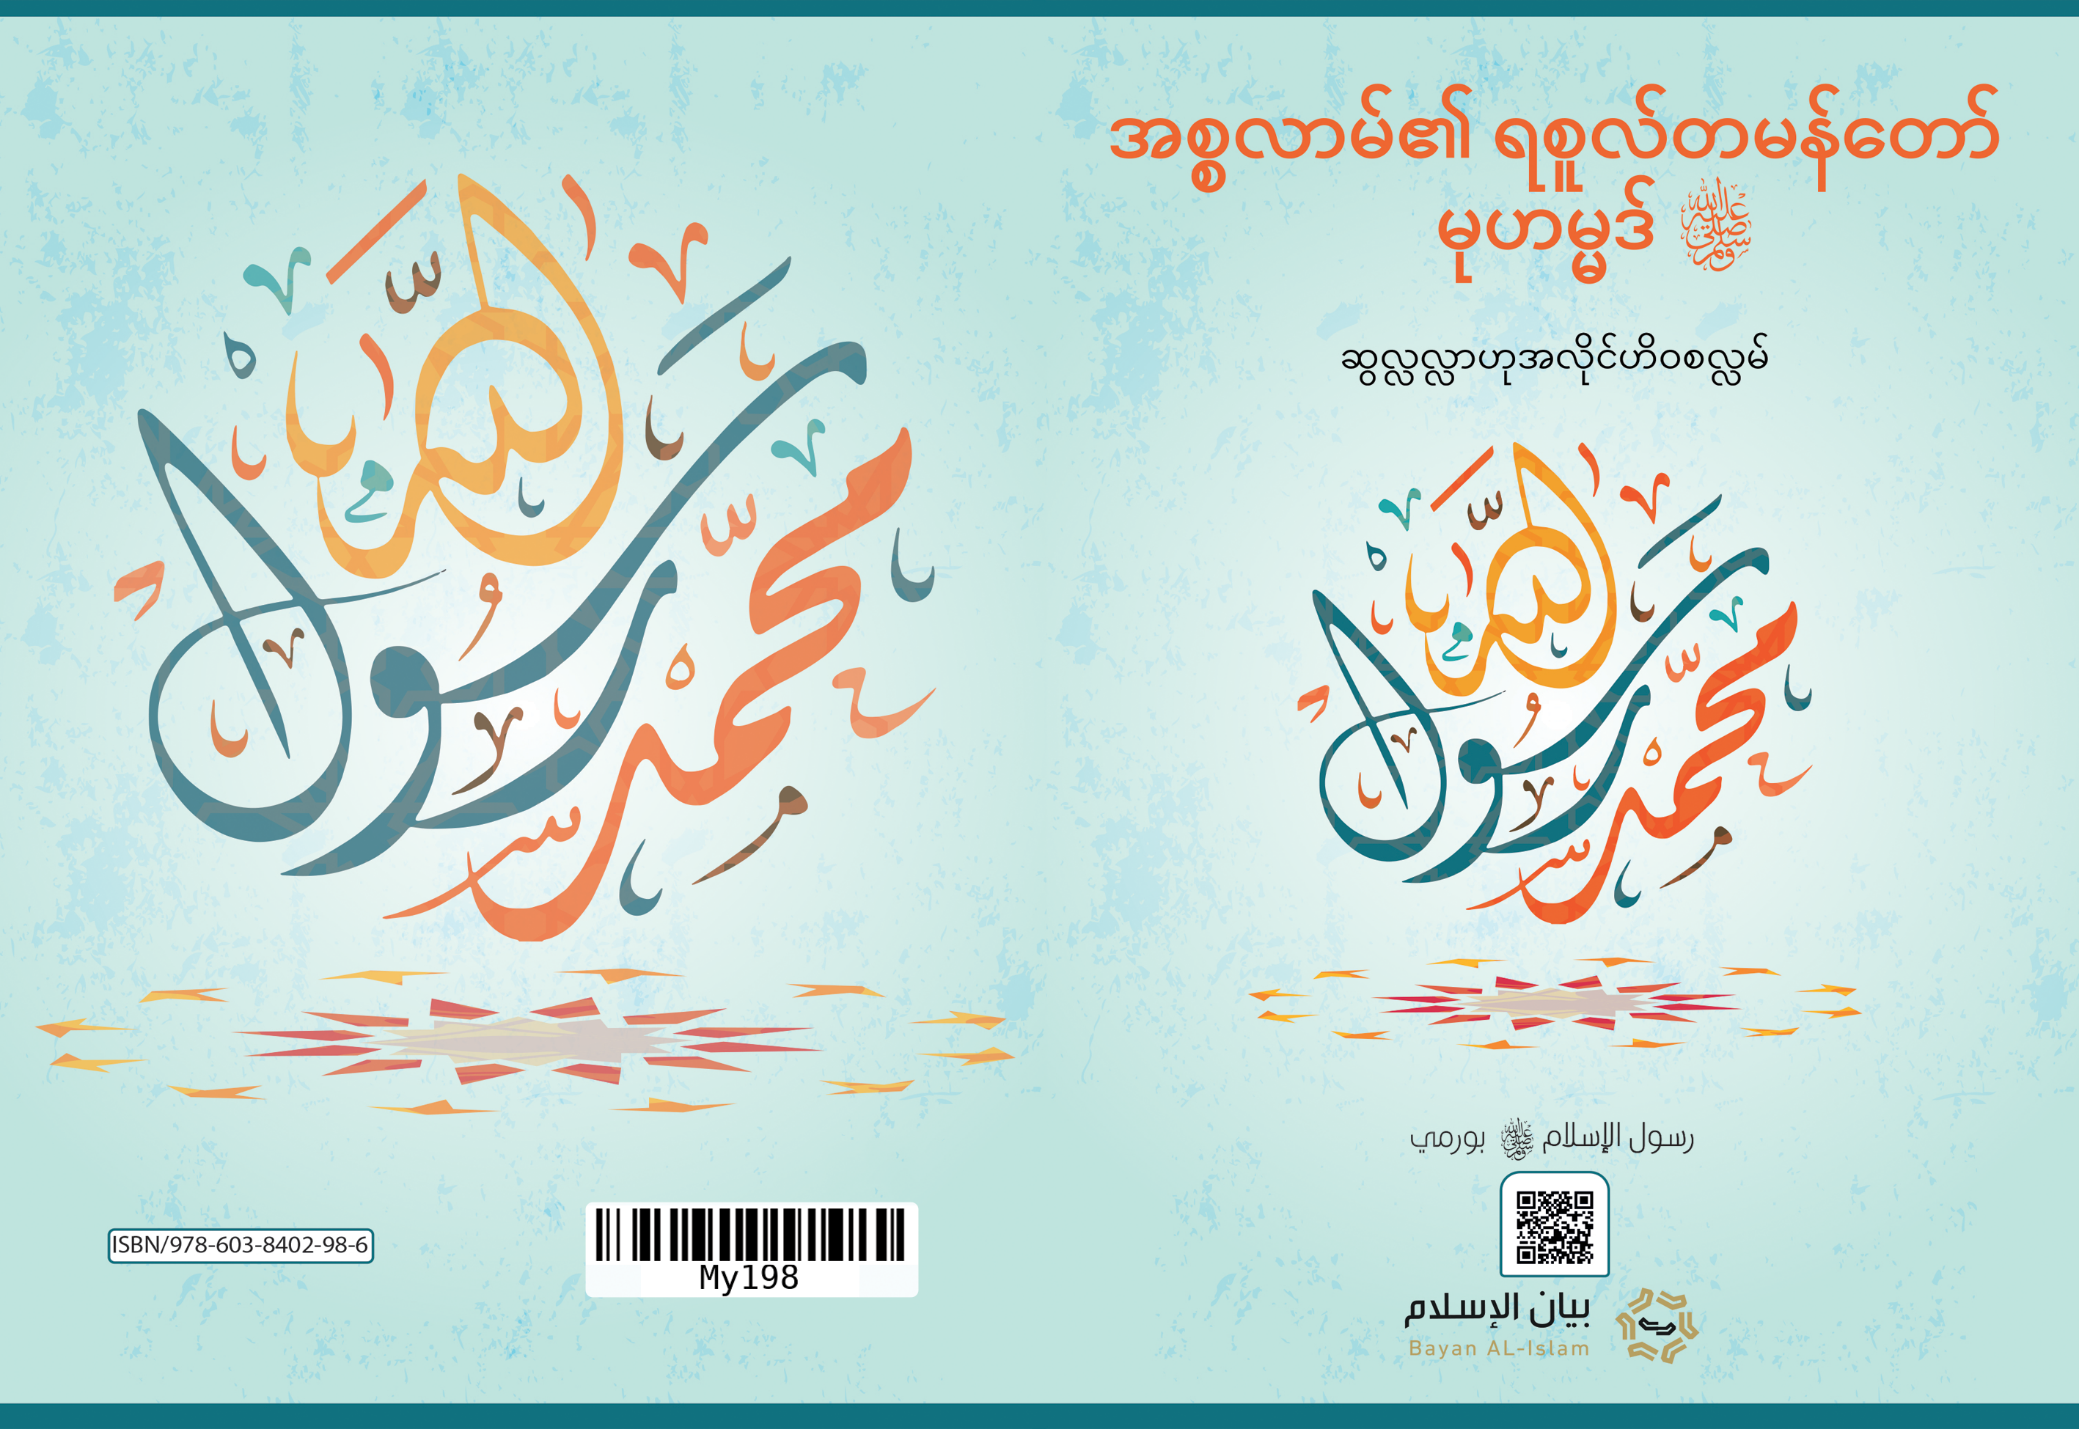 အစ္စလာမ်၏ ရစူလ်တမန်တော်
မုဟမ္မဒ် ﷺ
ဆွလ္လလ္လာဟုအလိုင်ဟိဝစလ္လမ်
محمد رسول الله
رسول الإسلام ﷺ بورمي
بيان الإسلام
Bayan AL-Islam
محمد رسول الله
ISBN/978-603-8402-98-6
My198